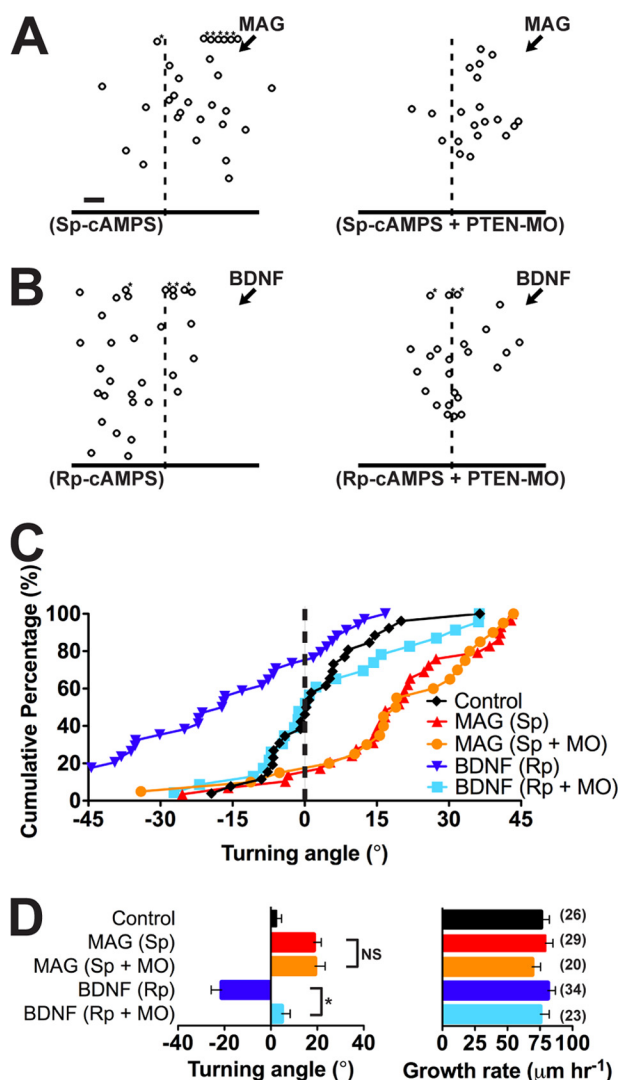 A
MAG
MAG
(Sp-cAMPS)
(Sp-cAMPS + PTEN-MO)
B
BDNF
BDNF
(Rp-cAMPS)
(Rp-cAMPS + PTEN-MO)
C
Cumulative Percentage (%)
100
80
60
40
20
0
-45 -30 -15 0 15 30 45
Turning angle (°)
Control
MAG (Sp)
MAG (Sp + MO)
BDNF (Rp)
BDNF (Rp + MO)
D
Control
MAG (Sp)
MAG (Sp + MO)
BDNF (Rp)
BDNF (Rp + MO)
NS
*
-40 -20 0 20 40
Turning angle (°)
(26)
(29)
(20)
(34)
(23)
0 25 50 75 100
Growth rate (μm hr⁻¹)